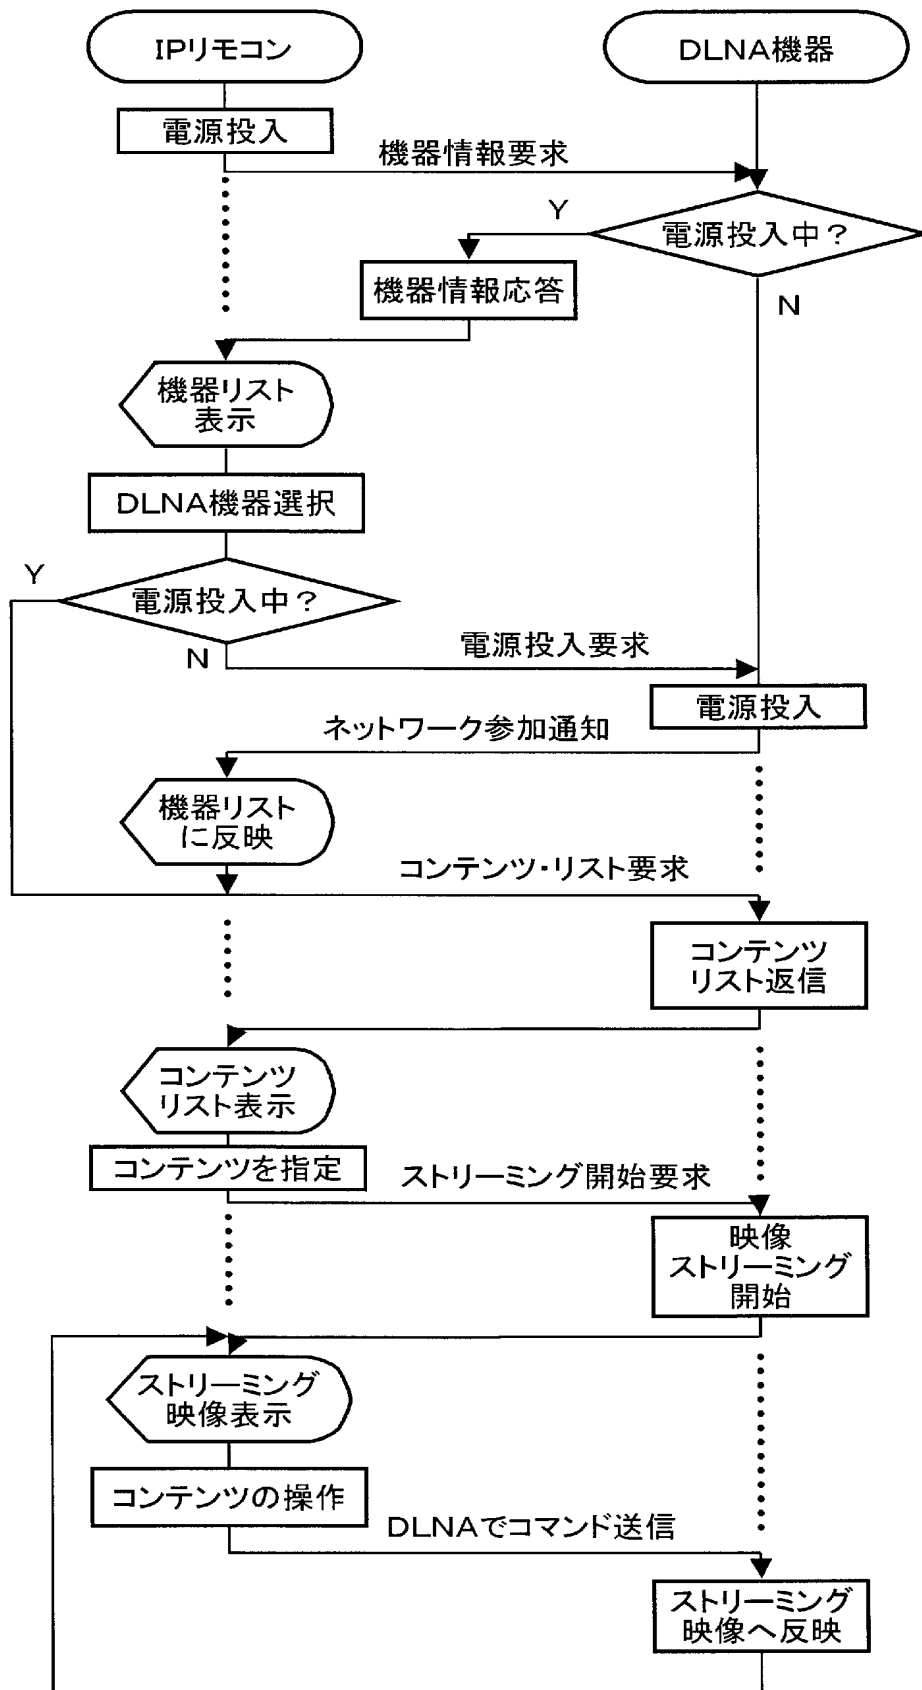 IPリモコン
DLNA機器
電源投入
機器情報要求
Y
電源投入中?
機器情報応答
N
機器リスト
表示
DLNA機器選択
Y
電源投入中?
N
電源投入要求
電源投入
ネットワーク参加通知
機器リスト
に反映
コンテンツ・リスト要求
コンテンツ
リスト返信
コンテンツ
リスト表示
コンテンツを指定
ストリーミング開始要求
映像
ストリーミング
開始
ストリーミング
映像表示
コンテンツの操作
DLNAでコマンド送信
ストリーミング
映像へ反映